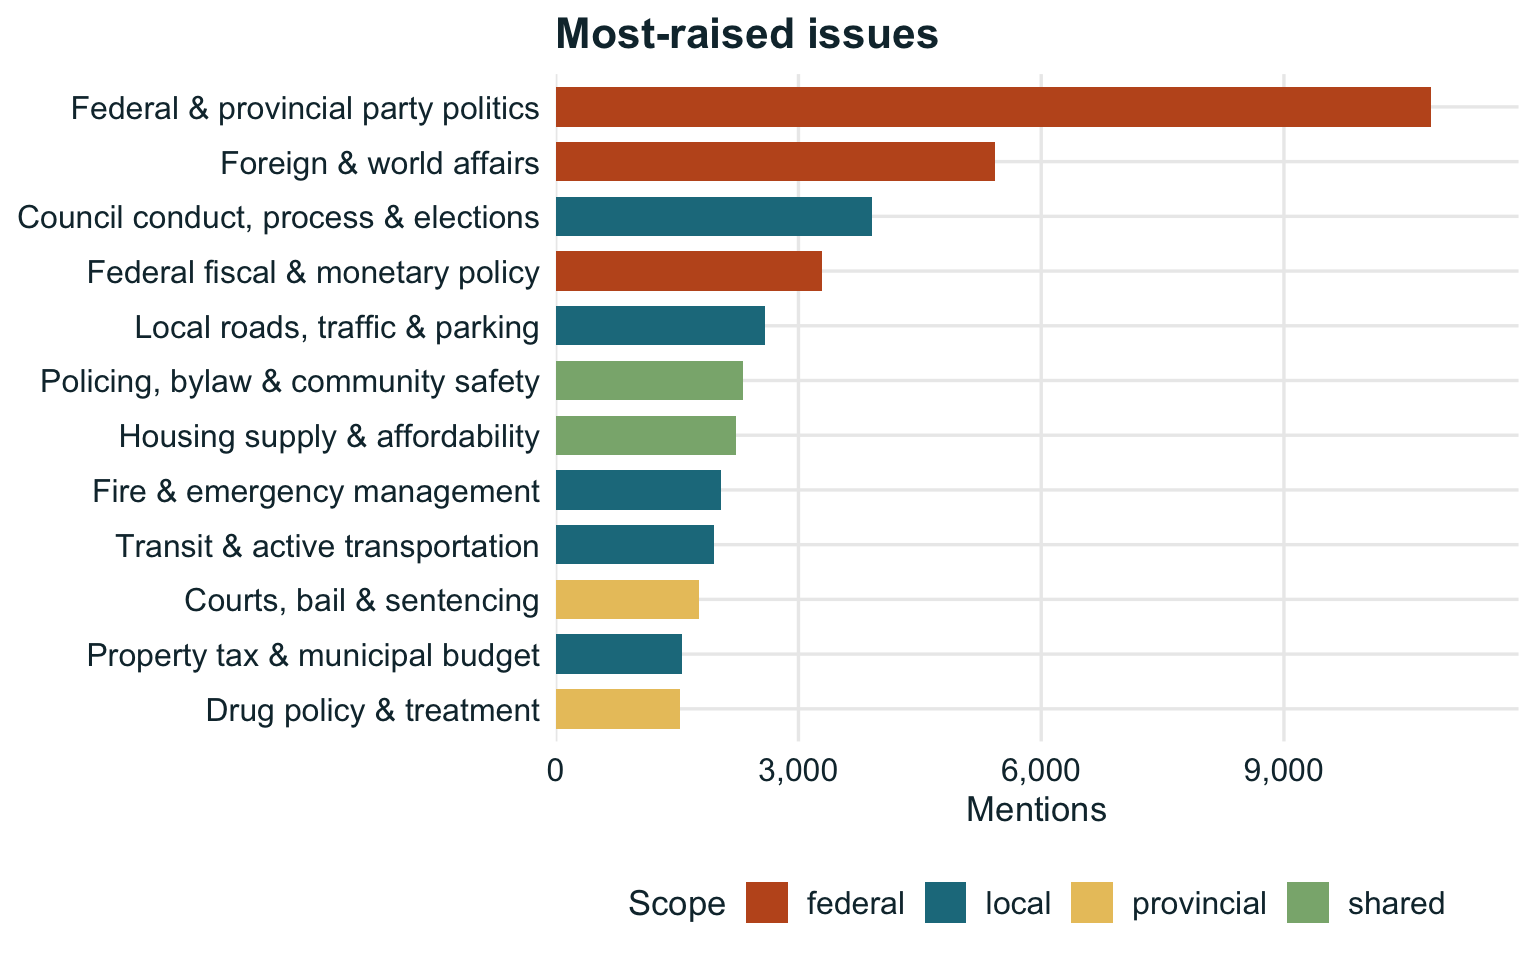 Most-raised issues
Federal & provincial party politics
Foreign & world affairs
Council conduct, process & elections
Federal fiscal & monetary policy
Local roads, traffic & parking
Policing, bylaw & community safety
Housing supply & affordability
Fire & emergency management
Transit & active transportation
Courts, bail & sentencing
Property tax & municipal budget
Drug policy & treatment
0 3,000 6,000 9,000
Mentions
Scope federal local provincial shared